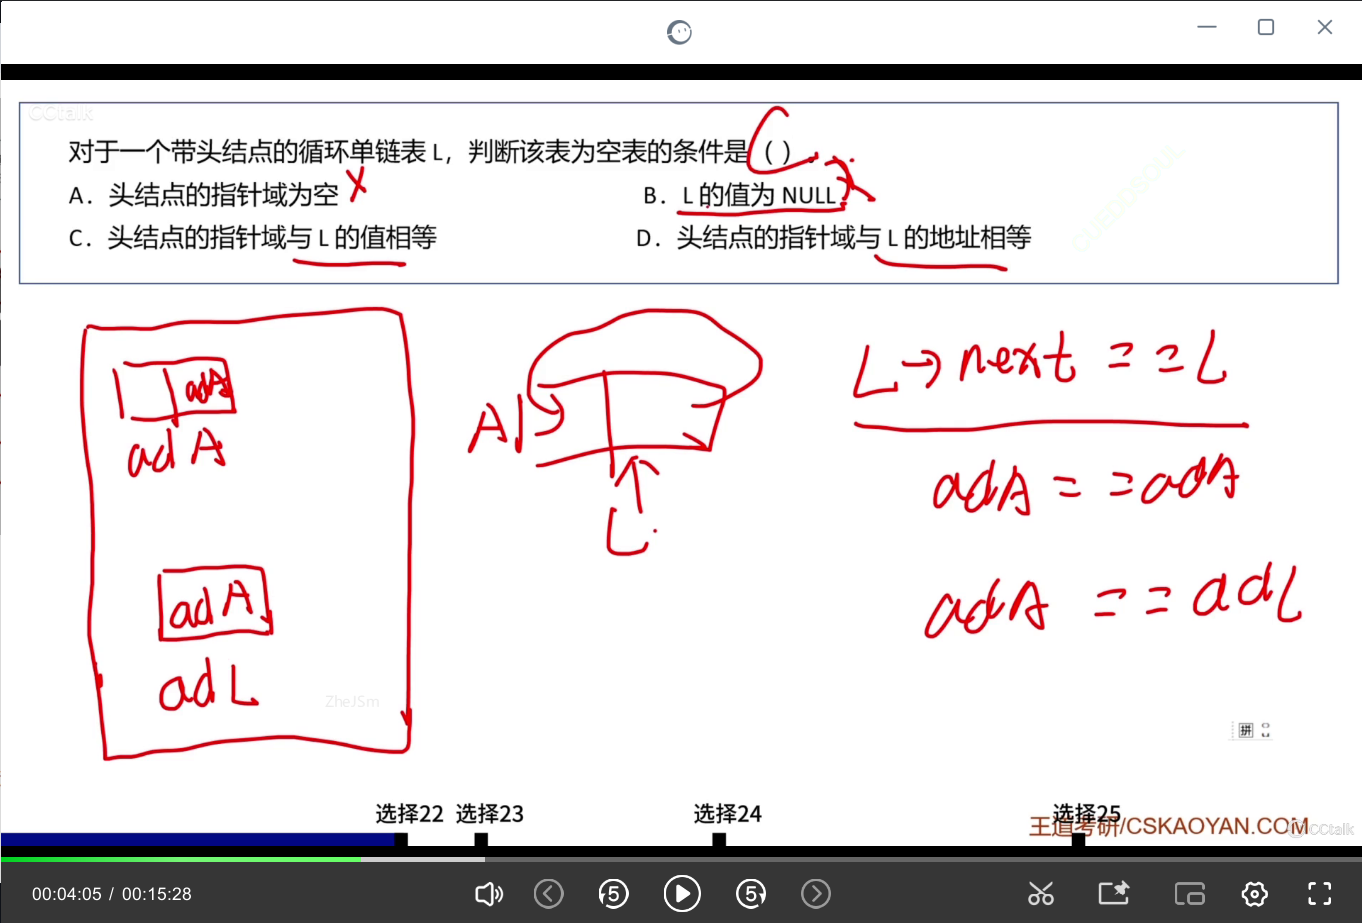 CCtalk
对于一个带头结点的循环单链表 L，判断该表为空表的条件是（ ）.
C
A．头结点的指针域为空
B．L 的值为 NULL.
C．头结点的指针域与 L 的值相等
D．头结点的指针域与 L 的地址相等
adA
adA
adA
adL
A
L
L→next==L
adA==adA
adA==adL
ZheJSm
拼
选择22 选择23 选择24 选择25
王道考研/CSKAOYAN.COM
CCtalk
00:04:05 / 00:15:28
5 5